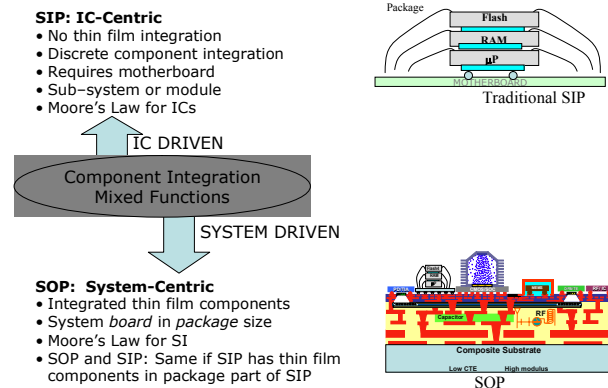 SIP: IC-Centric
• No thin film integration
• Discrete component integration
• Requires motherboard
• Sub–system or module
• Moore's Law for ICs
IC DRIVEN
Component Integration
Mixed Functions
SYSTEM DRIVEN
SOP: System-Centric
• Integrated thin film components
• System board in package size
• Moore's Law for SI
• SOP and SIP: Same if SIP has thin film
components in package part of SIP
Package
Flash
RAM
µP
MOTHERBOARD
Traditional SIP
Flash
RAM
µP
RF
Capacitor
Composite Substrate
Low CTE High modulus
SOP